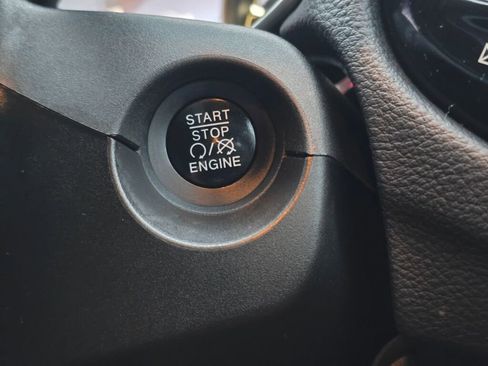 START
STOP
/
ENGINE